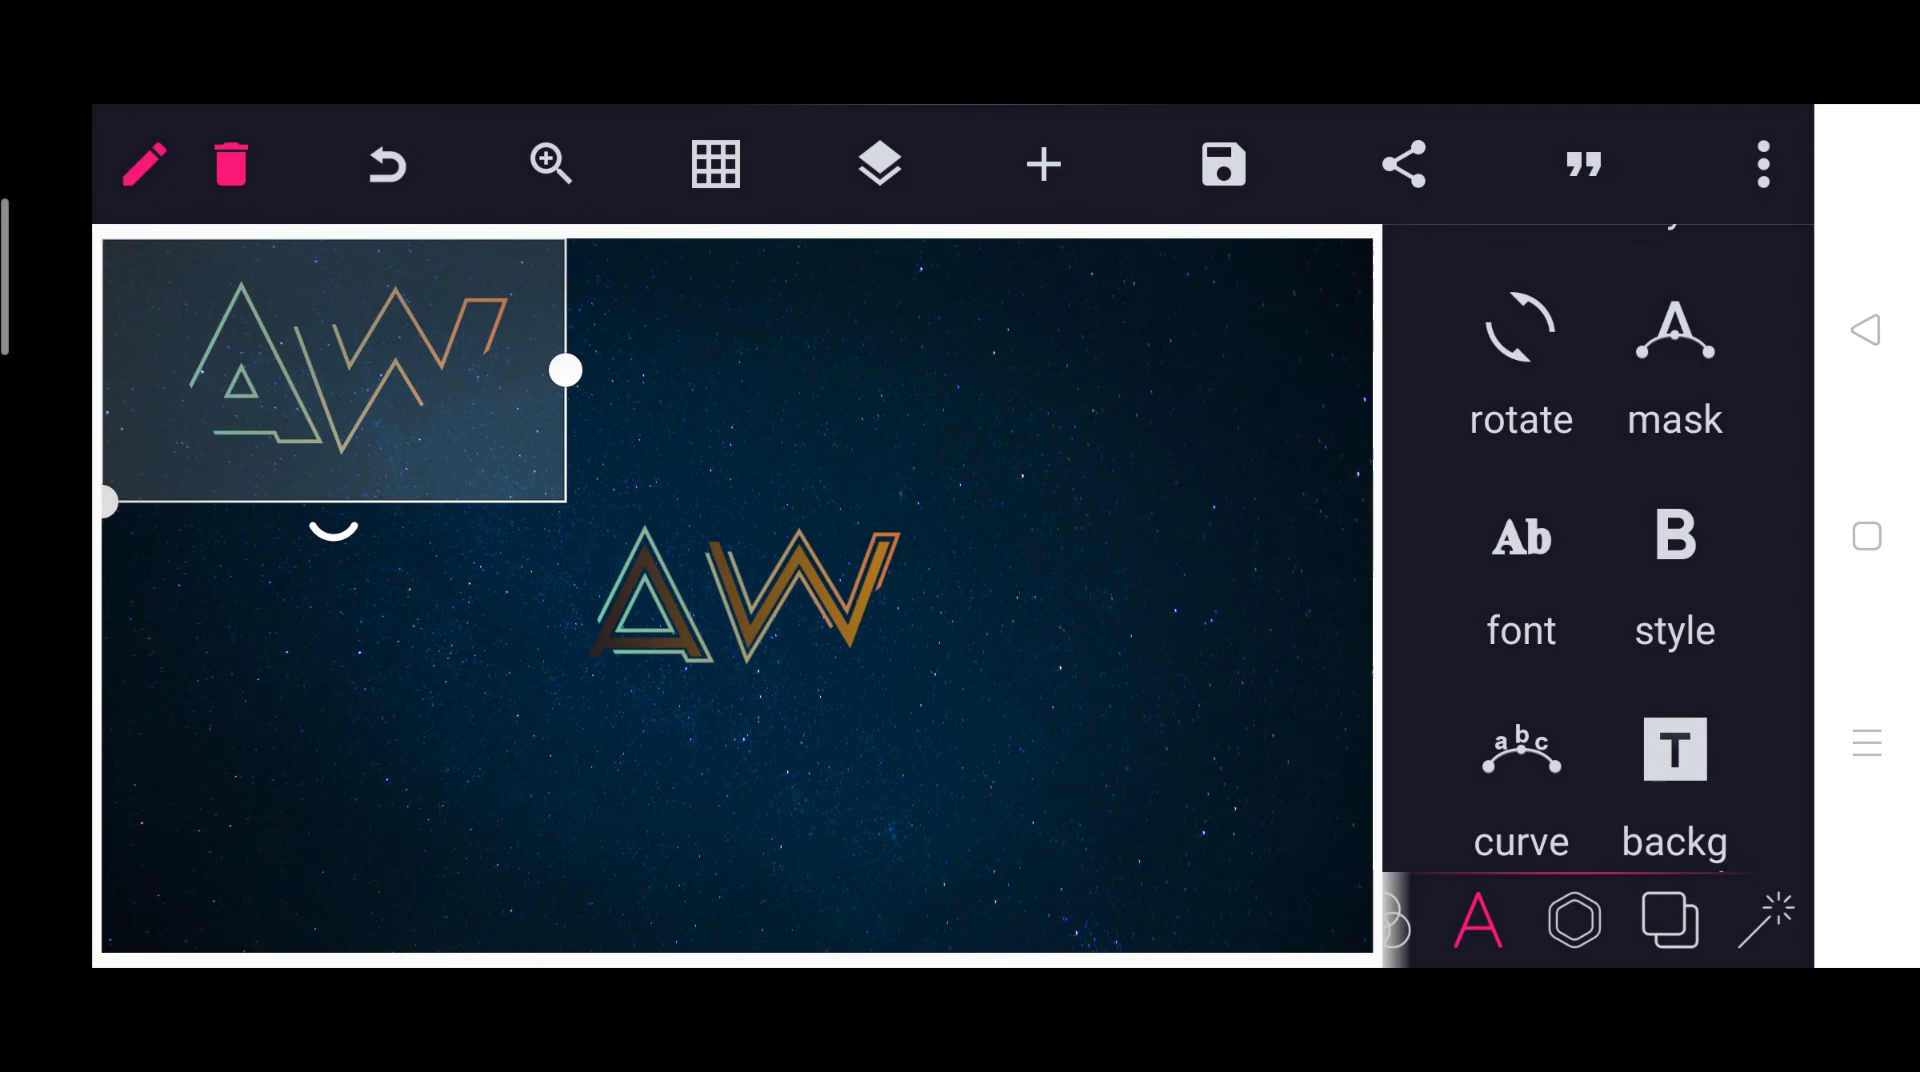 AW
AW
rotate mask
Ab B
font style
abc T
curve backg
A